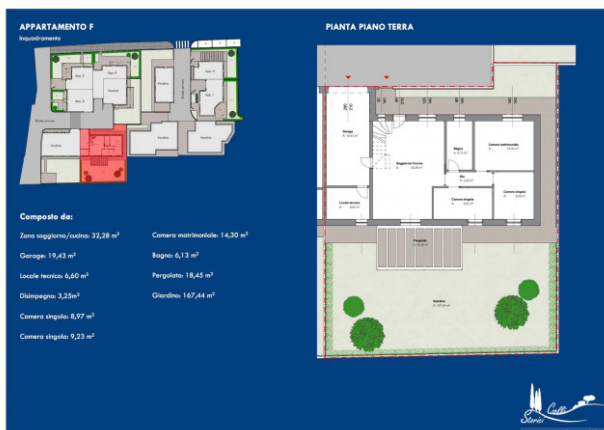 APPARTAMENTO F
Inquadramento
Composto da:
Zona soggiorno/cucina: 32,28 m²
Garage: 19,43 m²
Locale tecnico: 6,60 m²
Disimpegno: 3,25m²
Camera singola: 8,97 m²
Camera singola: 9,23 m²
Camera matrimoniale: 14,30 m²
Bagno: 6,13 m²
Pergolato: 18,45 m²
Giardino: 167,44 m²
PIANTA PIANO TERRA
Garage
Soggiorno Cucina
Bagno
Camera matrimoniale
Dis.
Locale tecnico
Camera singola
Camera singola
Pergolato
Giardino
Storici Colli